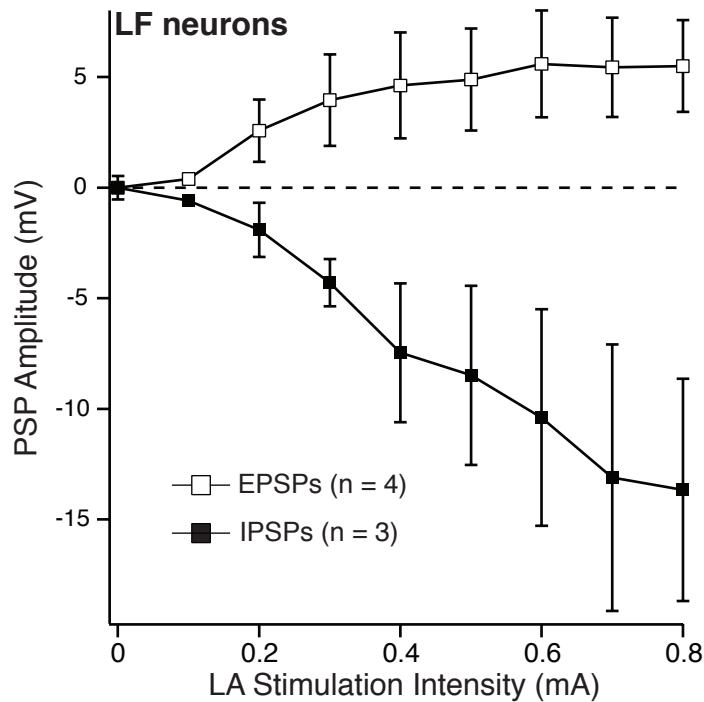 LF neurons
5
0
-5
-10
-15
PSP Amplitude (mV)
EPSPs (n = 4)
IPSPs (n = 3)
0 0.2 0.4 0.6 0.8
LA Stimulation Intensity (mA)